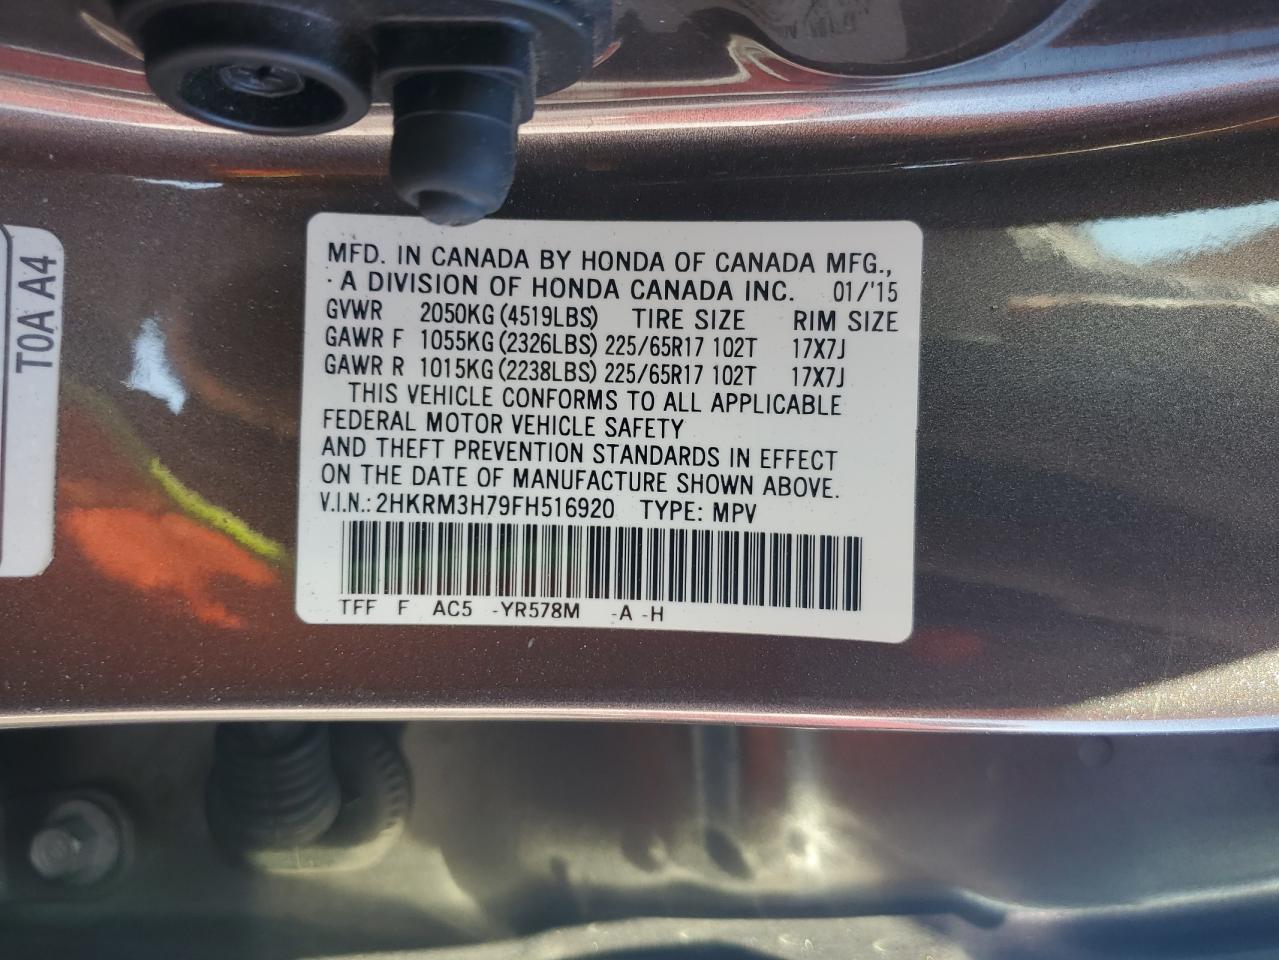 MFD. IN CANADA BY HONDA OF CANADA MFG.,
A DIVISION OF HONDA CANADA INC. 01/'15
GVWR 2050KG (4519LBS) TIRE SIZE RIM SIZE
GAWR F 1055KG (2326LBS) 225/65R17 102T 17X7J
GAWR R 1015KG (2238LBS) 225/65R17 102T 17X7J
THIS VEHICLE CONFORMS TO ALL APPLICABLE
FEDERAL MOTOR VEHICLE SAFETY
AND THEFT PREVENTION STANDARDS IN EFFECT
ON THE DATE OF MANUFACTURE SHOWN ABOVE.
V.I.N.: 2HKRM3H79FH516920 TYPE: MPV
TFF F AC5 -YR578M -A -H
T0A A4